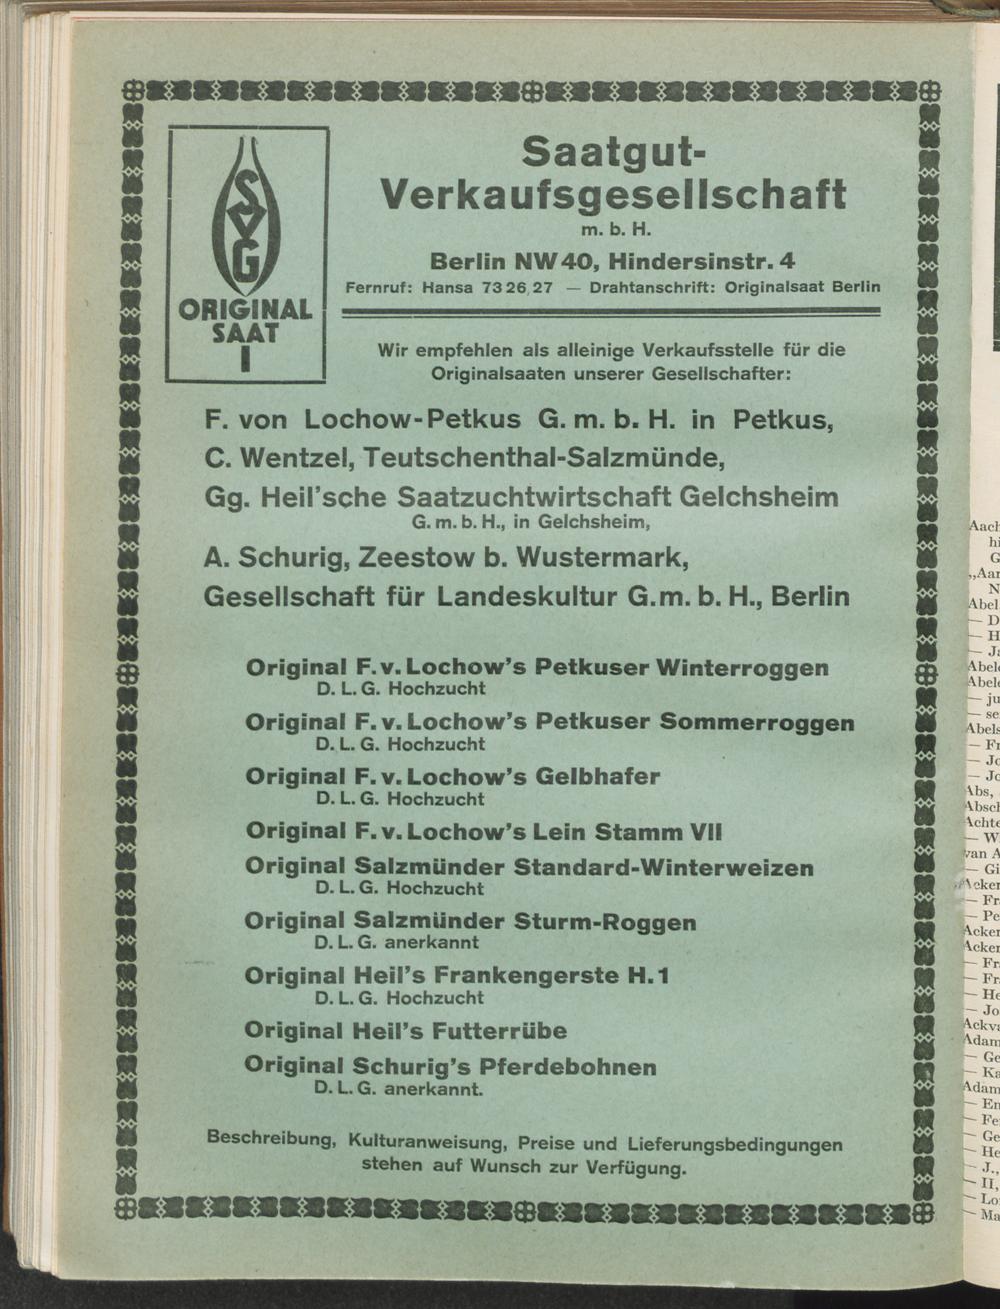 SVG
ORIGINAL
SAAT
I
Saatgut-
Verkaufsgesellschaft
m. b. H.
Berlin NW 40, Hindersinstr. 4
Fernruf: Hansa 73 26, 27 — Drahtanschrift: Originalsaat Berlin
Wir empfehlen als alleinige Verkaufsstelle für die
Originalsaaten unserer Gesellschafter:
F. von Lochow-Petkus G. m. b. H. in Petkus,
C. Wentzel, Teutschenthal-Salzmünde,
Gg. Heil'sche Saatzuchtwirtschaft Gelchsheim
G. m. b. H., in Gelchsheim,
A. Schurig, Zeestow b. Wustermark,
Gesellschaft für Landeskultur G. m. b. H., Berlin
Original F. v. Lochow's Petkuser Winterroggen
D. L. G. Hochzucht
Original F. v. Lochow's Petkuser Sommerroggen
D. L. G. Hochzucht
Original F. v. Lochow's Gelbhafer
D. L. G. Hochzucht
Original F. v. Lochow's Lein Stamm VII
Original Salzmünder Standard-Winterweizen
D. L. G. Hochzucht
Original Salzmünder Sturm-Roggen
D. L. G. anerkannt
Original Heil's Frankengerste H. 1
D. L. G. Hochzucht
Original Heil's Futterrübe
Original Schurig's Pferdebohnen
D. L. G. anerkannt.
Beschreibung, Kulturanweisung, Preise und Lieferungsbedingungen
stehen auf Wunsch zur Verfügung.